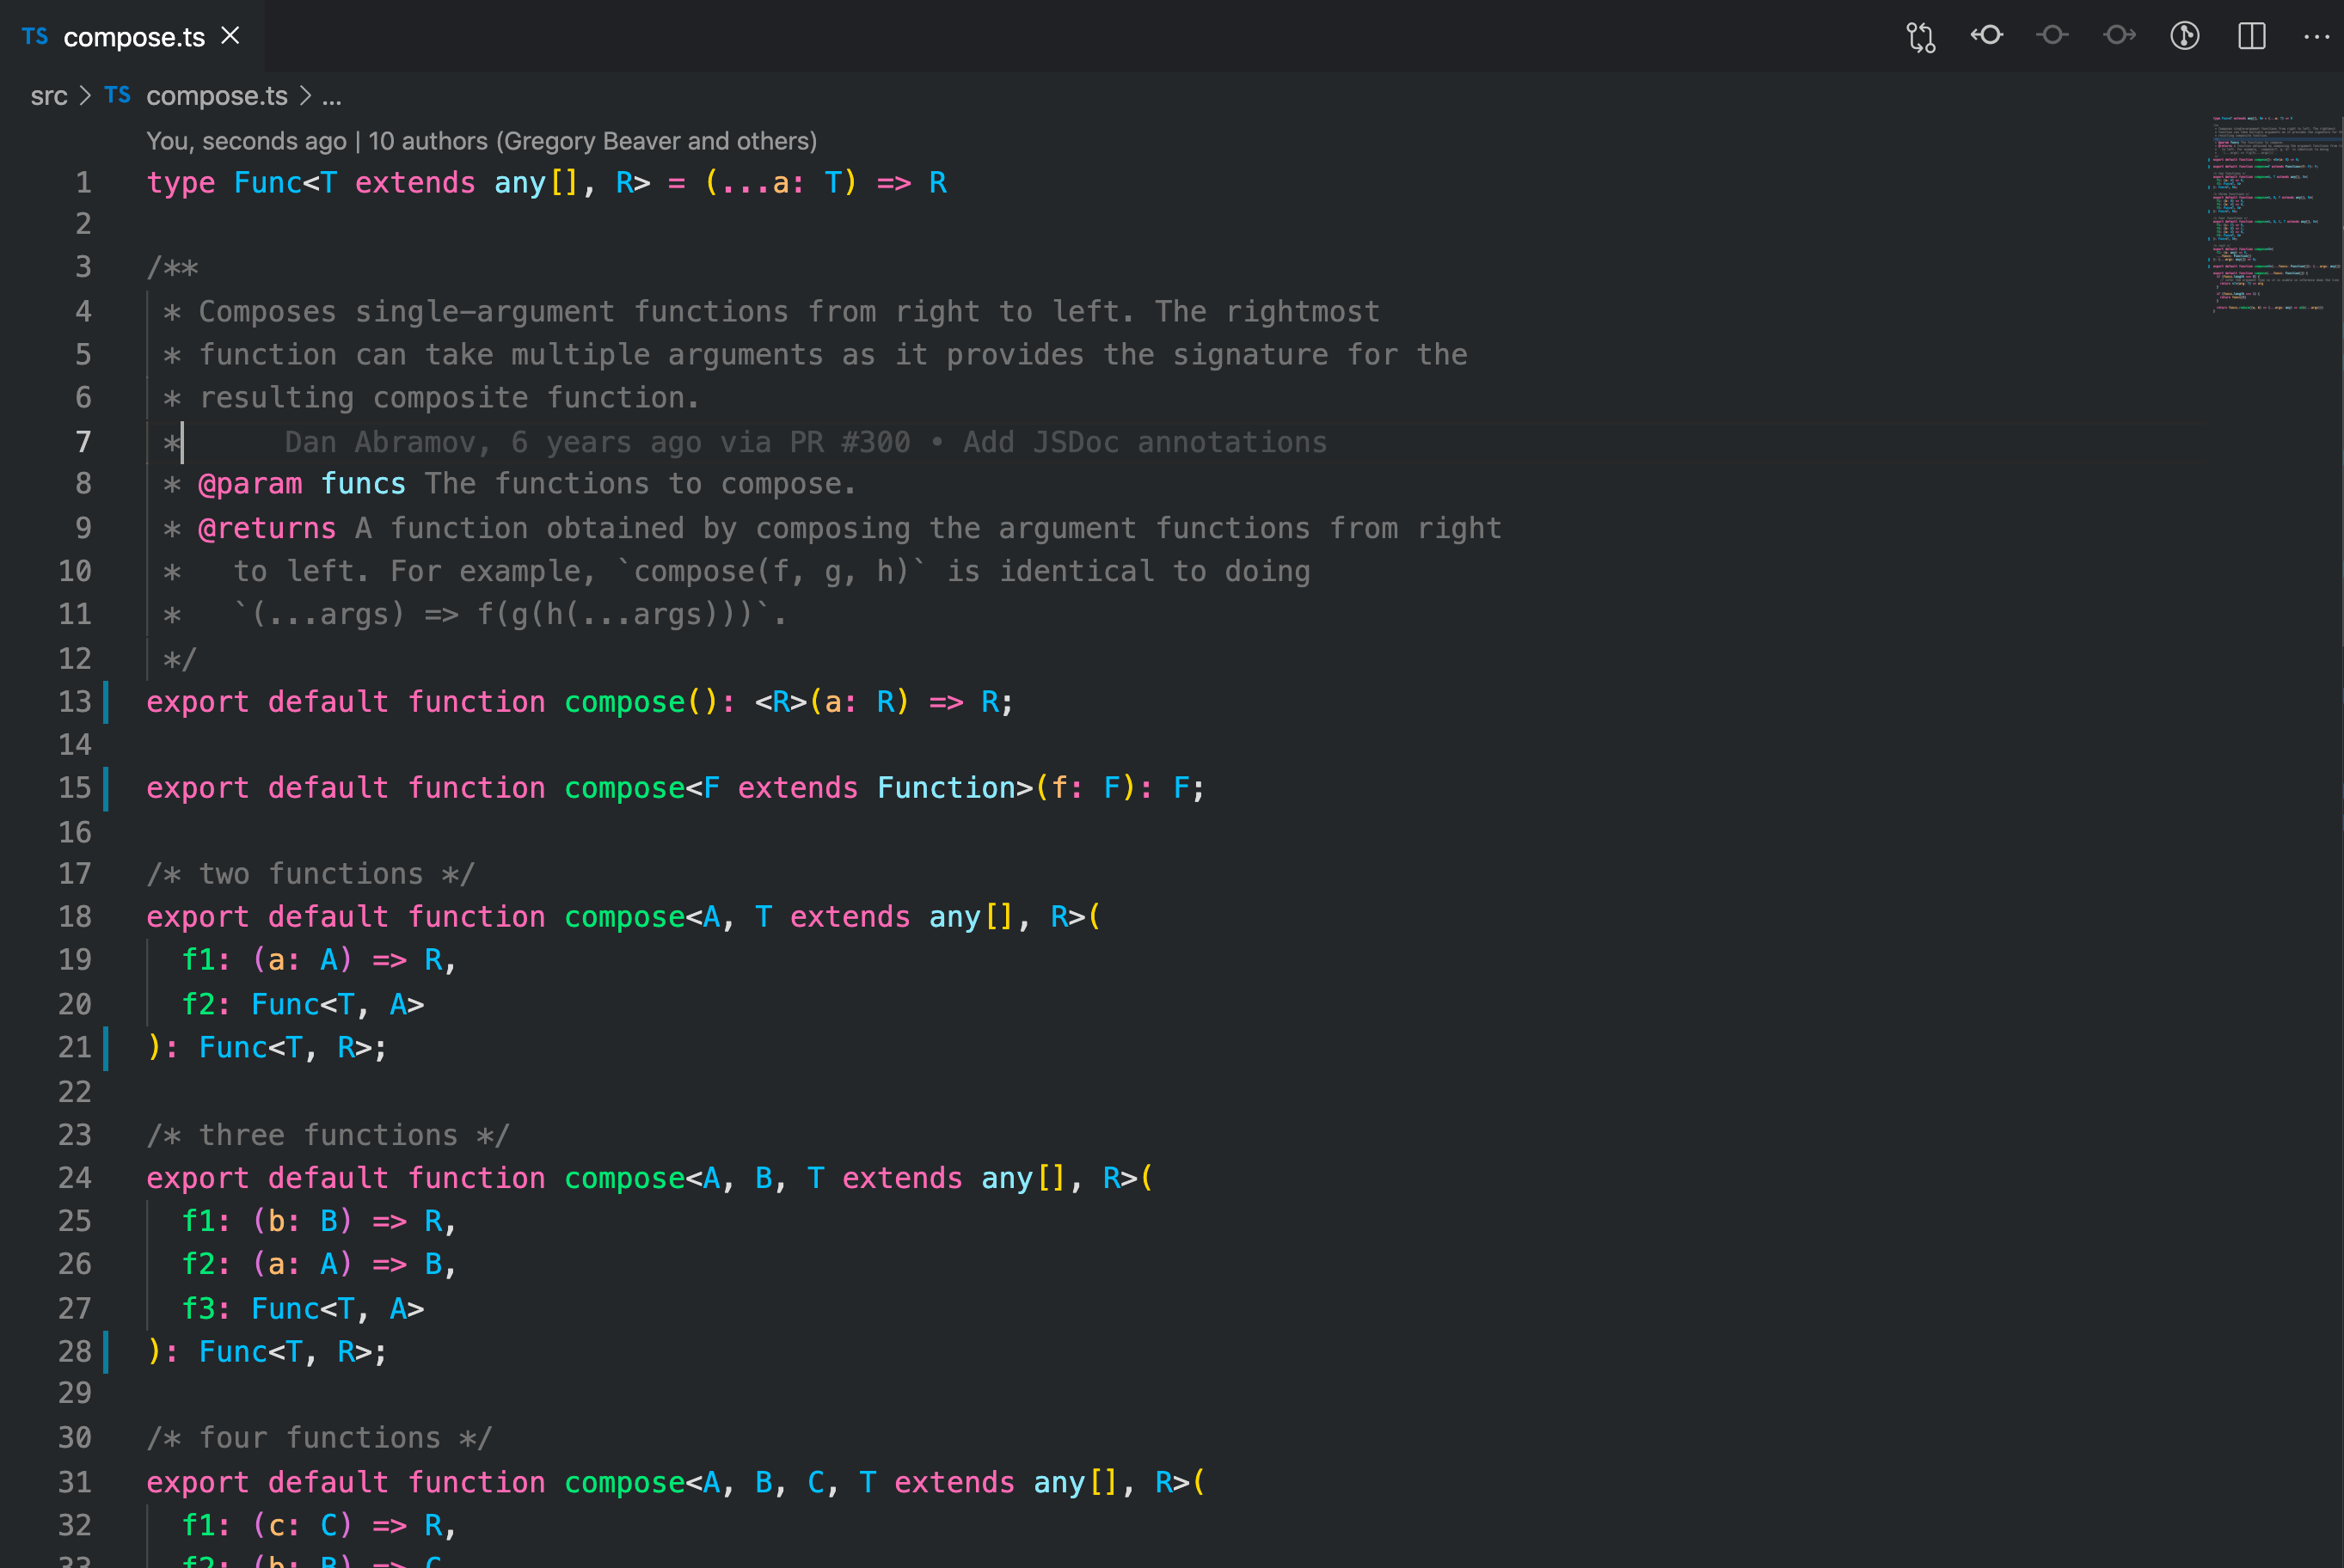 TS compose.ts
src > TS compose.ts > ...
You, seconds ago | 10 authors (Gregory Beaver and others)
1 type Func<T extends any[], R> = (...a: T) => R
2
3 /**
4  * Composes single-argument functions from right to left. The rightmost
5  * function can take multiple arguments as it provides the signature for the
6  * resulting composite function.
7  * Dan Abramov, 6 years ago via PR #300 • Add JSDoc annotations
8  * @param funcs The functions to compose.
9  * @returns A function obtained by composing the argument functions from right
10  *   to left. For example, `compose(f, g, h)` is identical to doing
11  *   `(...args) => f(g(h(...args)))`.
12  */
13 export default function compose(): <R>(a: R) => R;
14
15 export default function compose<F extends Function>(f: F): F;
16
17 /* two functions */
18 export default function compose<A, T extends any[], R>(
19   f1: (a: A) => R,
20   f2: Func<T, A>
21 ): Func<T, R>;
22
23 /* three functions */
24 export default function compose<A, B, T extends any[], R>(
25   f1: (b: B) => R,
26   f2: (a: A) => B,
27   f3: Func<T, A>
28 ): Func<T, R>;
29
30 /* four functions */
31 export default function compose<A, B, C, T extends any[], R>(
32   f1: (c: C) => R,
33   f2: (b: B) => C